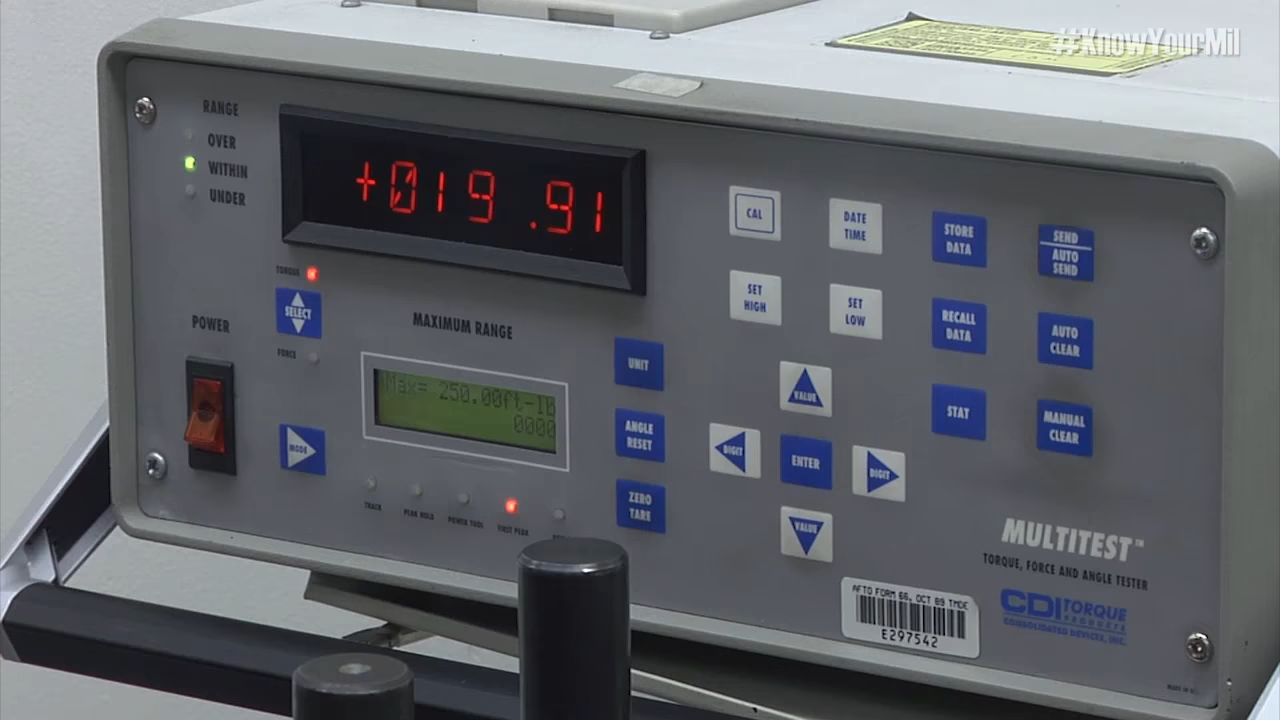 #KnowYourMil
RANGE
OVER
WITHIN
UNDER
+019.91
TORQUE
SELECT
FORCE
POWER
MODE
MAXIMUM RANGE
Max= 250.00ft-lb
0000
TRACK
PEAK HOLD
POWER TOOL
FIRST PEAK
UNIT
ANGLE
RESET
ZERO
TARE
CAL
DATE
TIME
SET
HIGH
SET
LOW
STORE
DATA
SEND
AUTO
SEND
RECALL
DATA
AUTO
CLEAR
STAT
MANUAL
CLEAR
VALUE
DIGIT
ENTER
DIGIT
VALUE
MULTITEST™
TORQUE, FORCE AND ANGLE TESTER
AFTO FORM 66, OCT 89 TMDE
E297542
CDI TORQUE
PRODUCTS
CONSOLIDATED DEVICES, INC.